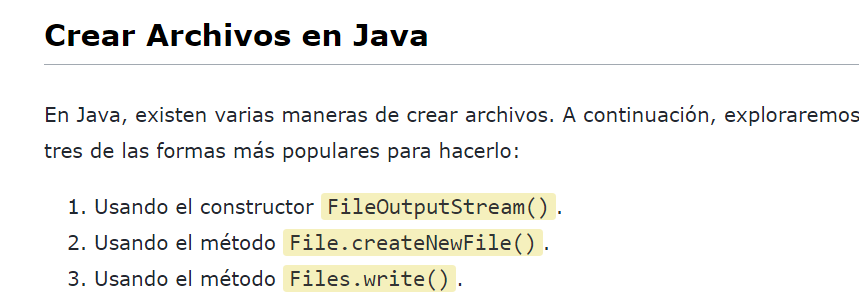 Crear Archivos en Java
En Java, existen varias maneras de crear archivos. A continuación, exploraremos
tres de las formas más populares para hacerlo:
1. Usando el constructor FileOutputStream().
2. Usando el método File.createNewFile().
3. Usando el método Files.write().